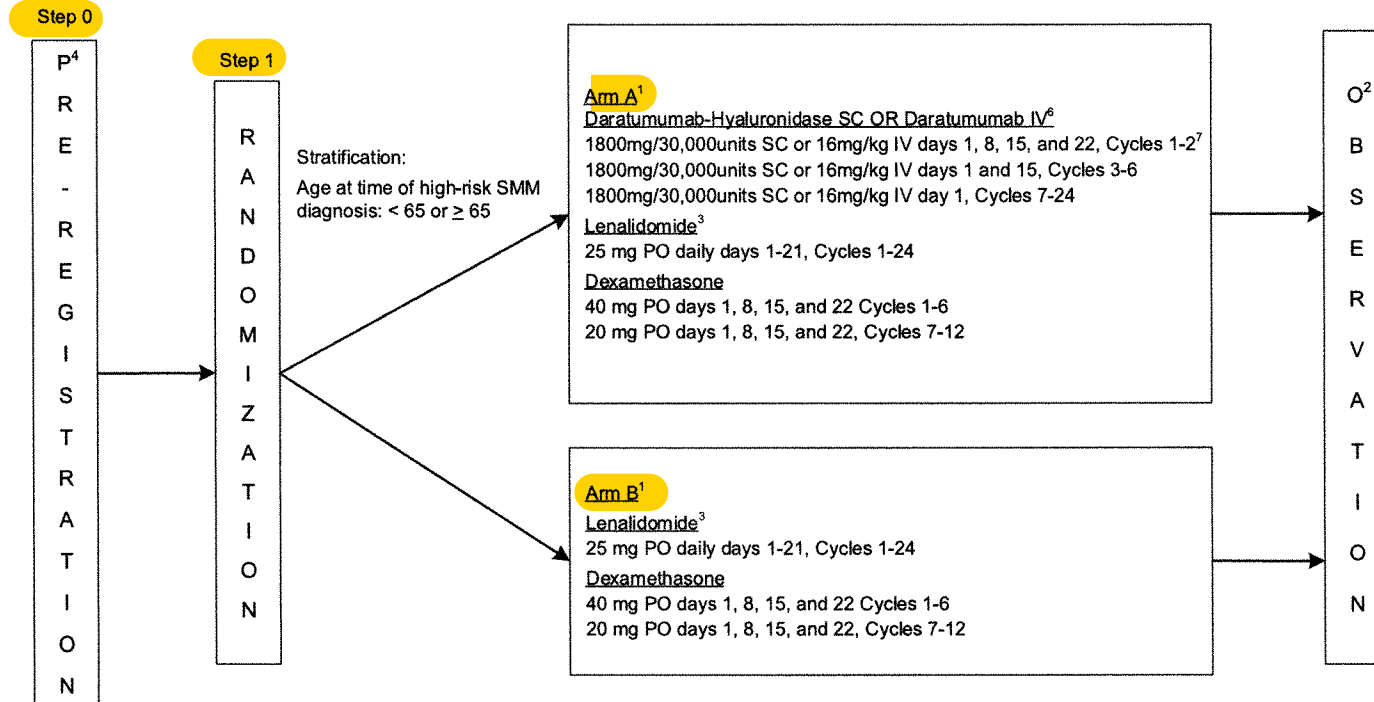 Step 0
P⁴
R
E
-
R
E
G
I
S
T
R
A
T
I
O
N
Step 1
R
A
N
D
O
M
I
Z
A
T
I
O
N
Stratification:
Age at time of high-risk SMM
diagnosis: < 65 or ≥ 65
Arm A¹
Daratumumab-Hyaluronidase SC OR Daratumumab IV⁶
1800mg/30,000units SC or 16mg/kg IV days 1, 8, 15, and 22, Cycles 1-2⁷
1800mg/30,000units SC or 16mg/kg IV days 1 and 15, Cycles 3-6
1800mg/30,000units SC or 16mg/kg IV day 1, Cycles 7-24
Lenalidomide³
25 mg PO daily days 1-21, Cycles 1-24
Dexamethasone
40 mg PO days 1, 8, 15, and 22 Cycles 1-6
20 mg PO days 1, 8, 15, and 22, Cycles 7-12
Arm B¹
Lenalidomide³
25 mg PO daily days 1-21, Cycles 1-24
Dexamethasone
40 mg PO days 1, 8, 15, and 22 Cycles 1-6
20 mg PO days 1, 8, 15, and 22, Cycles 7-12
O²
B
S
E
R
V
A
T
I
O
N